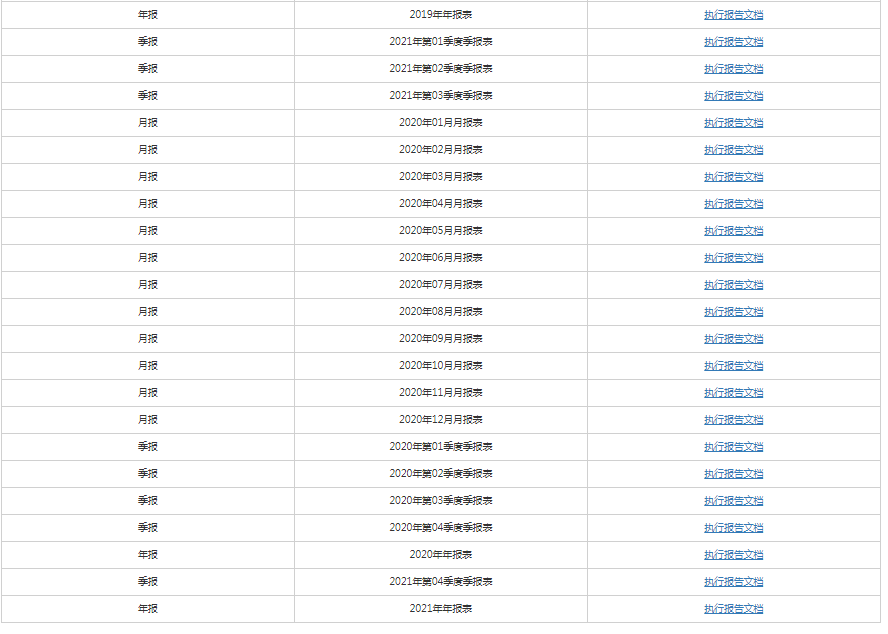 年报 2019年年报表 执行报告文档
季报 2021年第01季度季报表 执行报告文档
季报 2021年第02季度季报表 执行报告文档
季报 2021年第03季度季报表 执行报告文档
月报 2020年01月月报表 执行报告文档
月报 2020年02月月报表 执行报告文档
月报 2020年03月月报表 执行报告文档
月报 2020年04月月报表 执行报告文档
月报 2020年05月月报表 执行报告文档
月报 2020年06月月报表 执行报告文档
月报 2020年07月月报表 执行报告文档
月报 2020年08月月报表 执行报告文档
月报 2020年09月月报表 执行报告文档
月报 2020年10月月报表 执行报告文档
月报 2020年11月月报表 执行报告文档
月报 2020年12月月报表 执行报告文档
季报 2020年第01季度季报表 执行报告文档
季报 2020年第02季度季报表 执行报告文档
季报 2020年第03季度季报表 执行报告文档
季报 2020年第04季度季报表 执行报告文档
年报 2020年年报表 执行报告文档
季报 2021年第04季度季报表 执行报告文档
年报 2021年年报表 执行报告文档